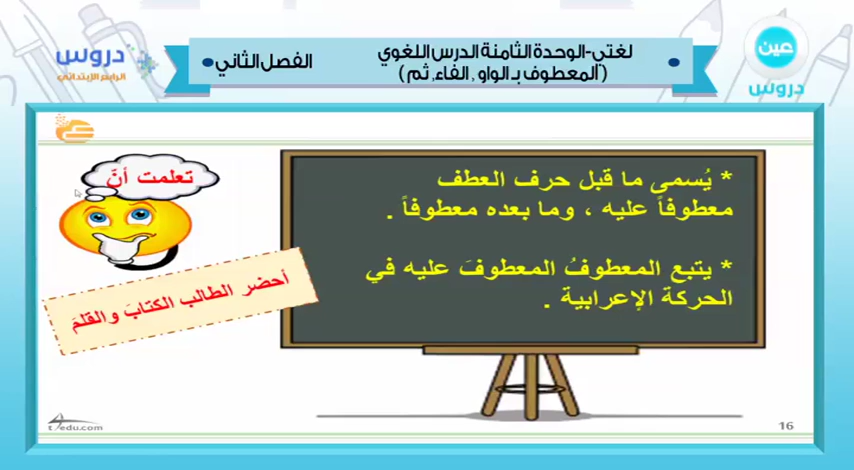 عين
دروس
لغتي-الوحدة الثامنة الدرس اللغوي
(المعطوف بـ الواو , الفاء, ثم )
الفصل الثاني
دروس
الرابع الإبتدائي
تعلمت أنّ
* يُسمى ما قبل حرف العطف
معطوفاً عليه ، وما بعده معطوفاً .
* يتبع المعطوفُ المعطوفَ عليه في
الحركة الإعرابية .
أحضر الطالب الكتابَ والقلمَ
t4edu.com
16